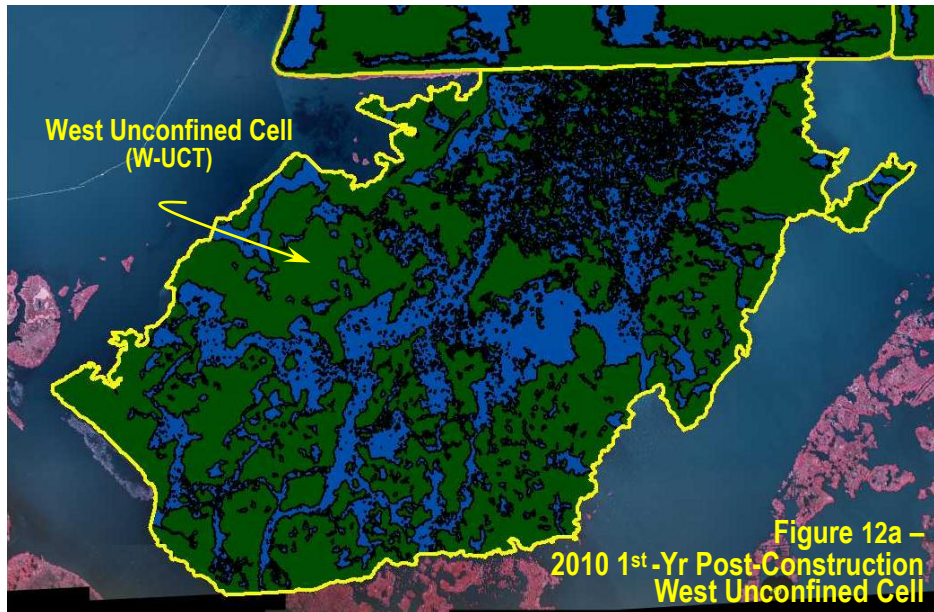 West Unconfined Cell
(W-UCT)
Figure 12a –
2010 1st -Yr Post-Construction
West Unconfined Cell